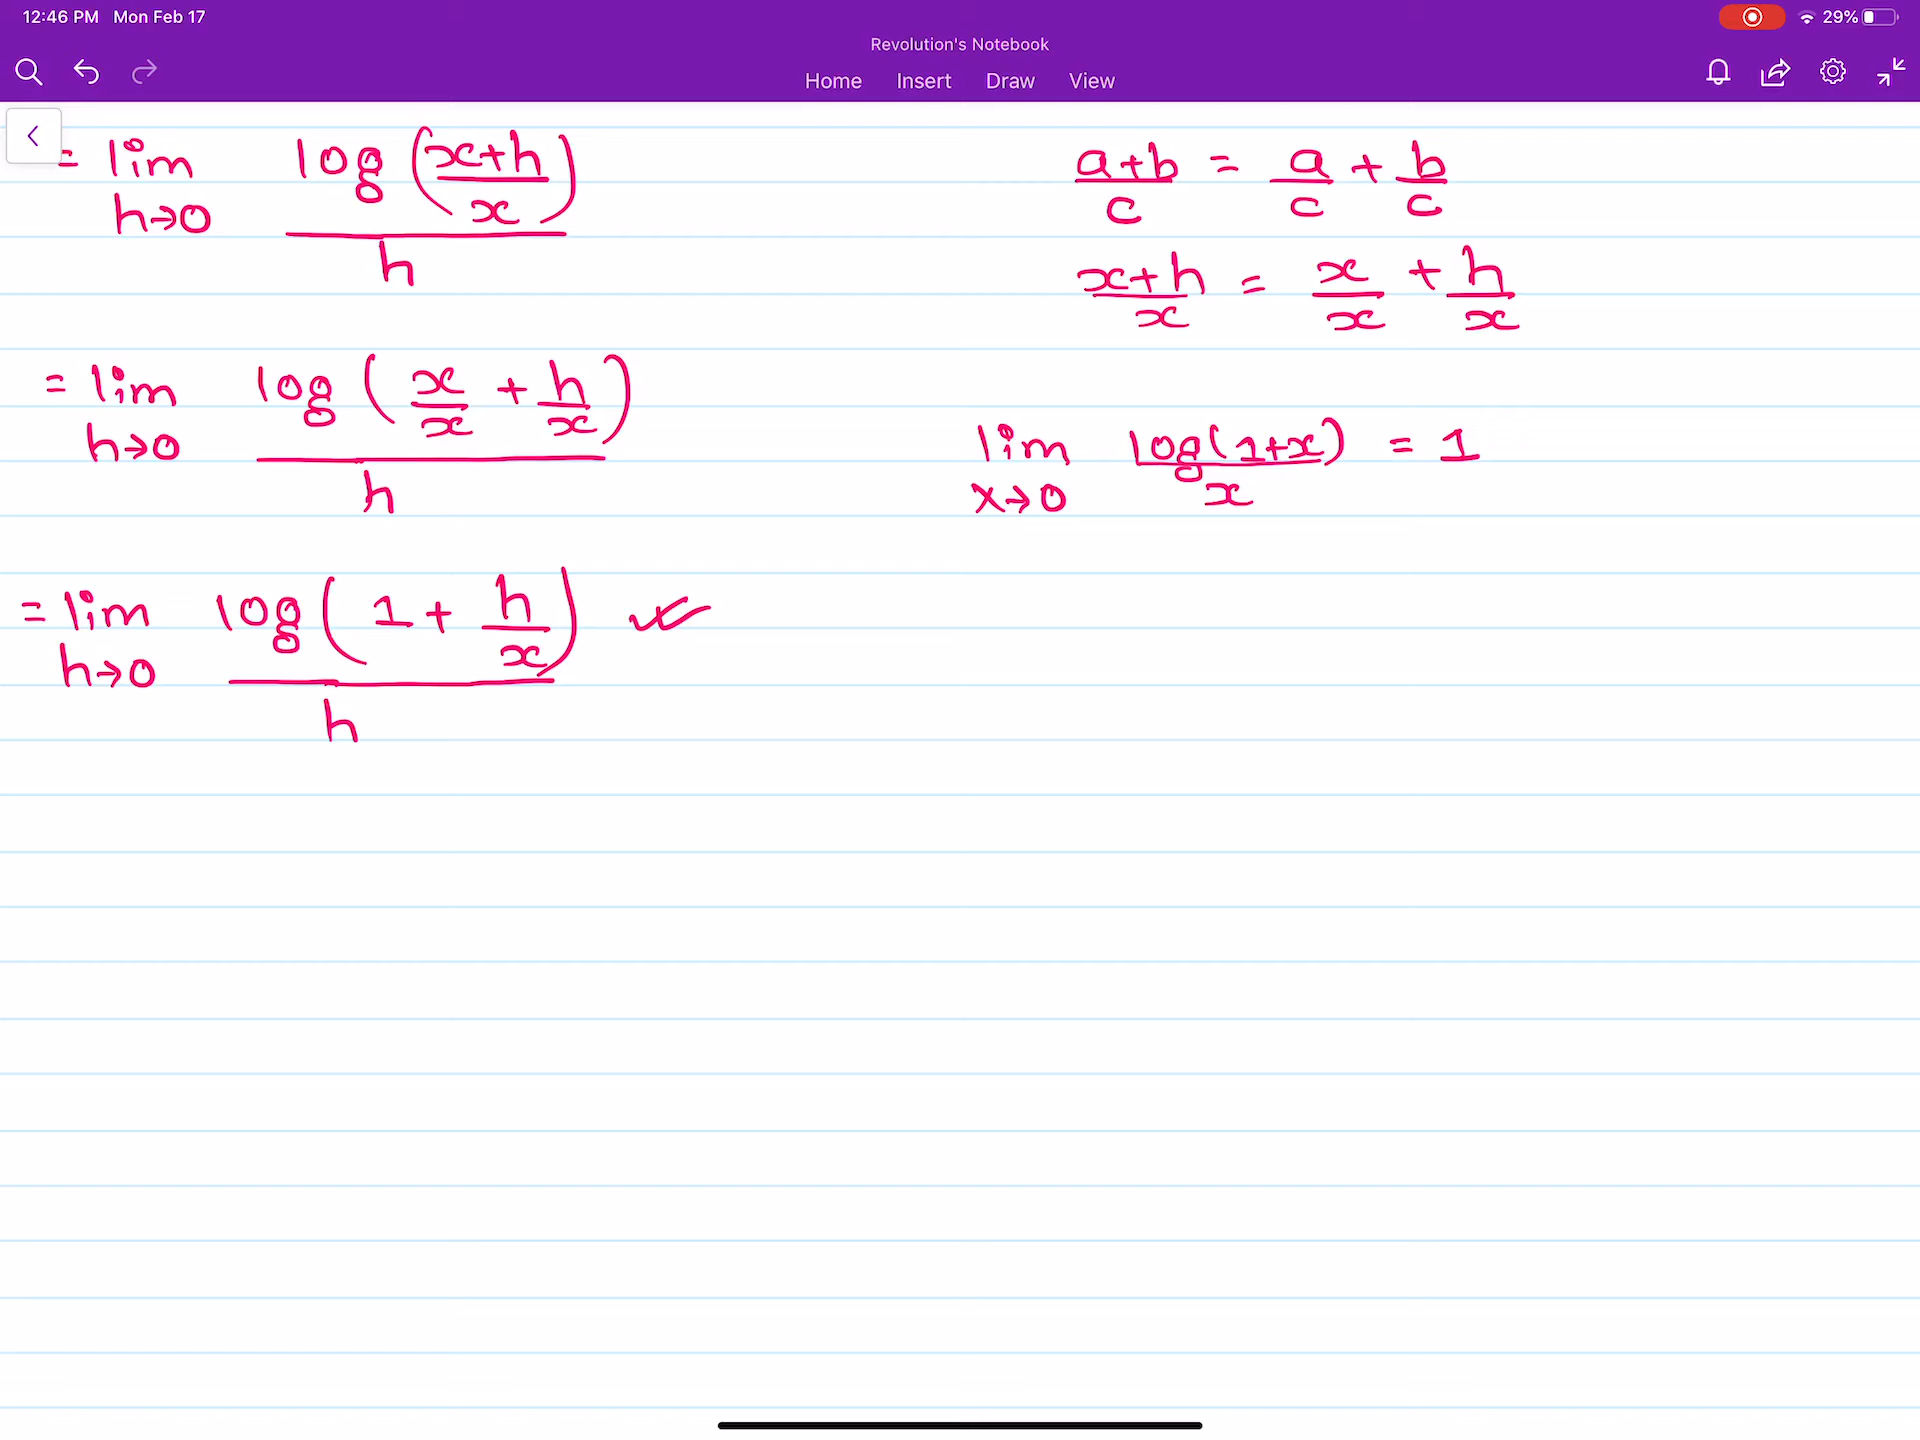 12:46 PM Mon Feb 17
29%
Revolution's Notebook
Home Insert Draw View
= lim log (x+h
h→0 x)
h
= lim log ( x + h
h→0 x x )
h
= lim log ( 1 + h
h→0 x )
h
a+b = a + b
c c c
x+h = x + h
x x x
lim log(1+x) = 1
x→0 x